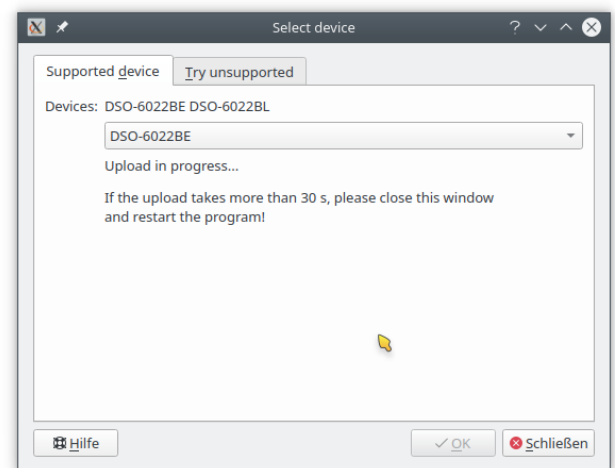 Select device
Supported device
Try unsupported
Devices: DSO-6022BE DSO-6022BL
DSO-6022BE
Upload in progress...
If the upload takes more than 30 s, please close this window
and restart the program!
Hilfe
OK
Schließen